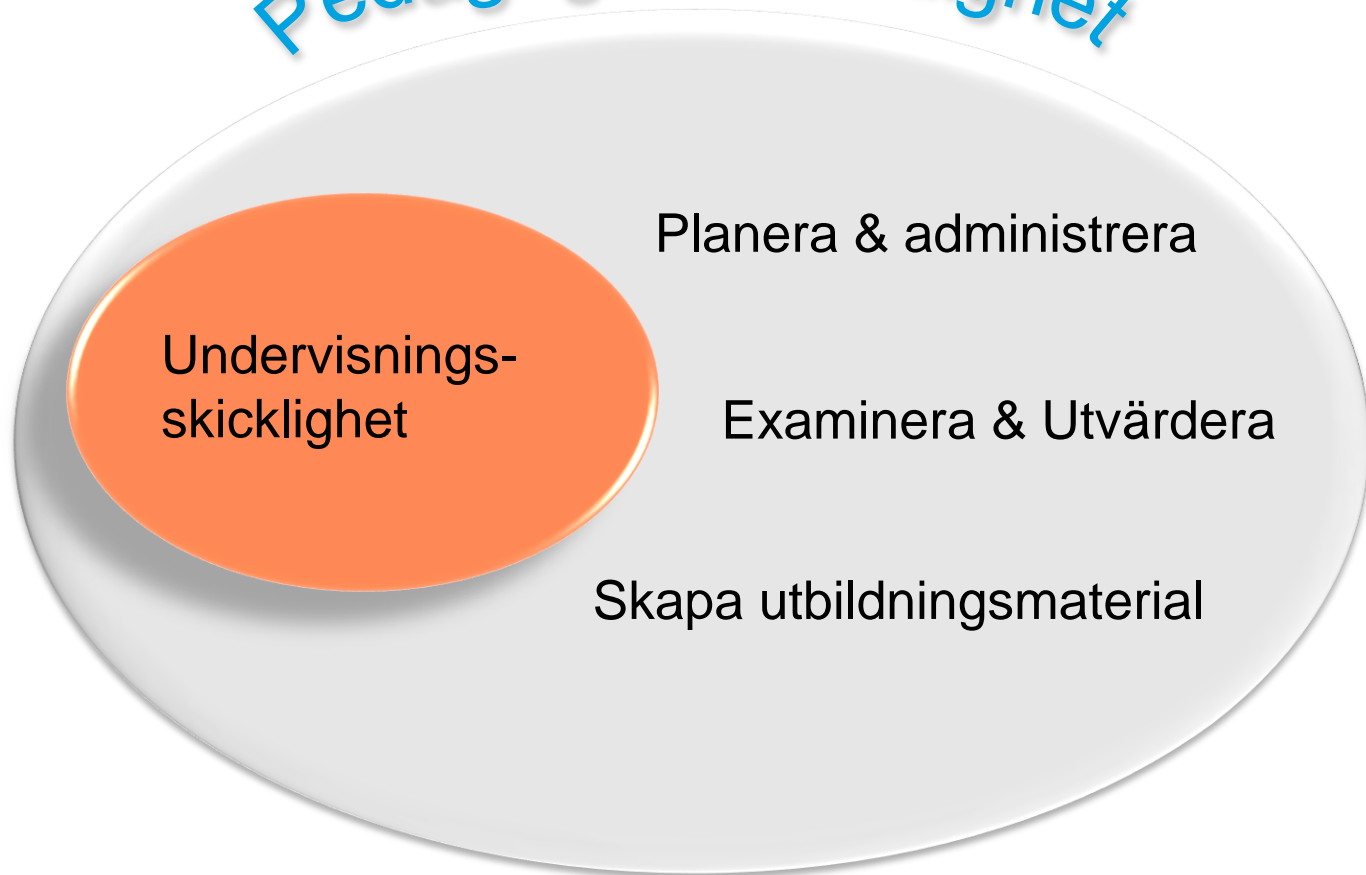 Planera & administrera
Undervisnings-
skicklighet
Examinera & Utvärdera
Skapa utbildningsmaterial